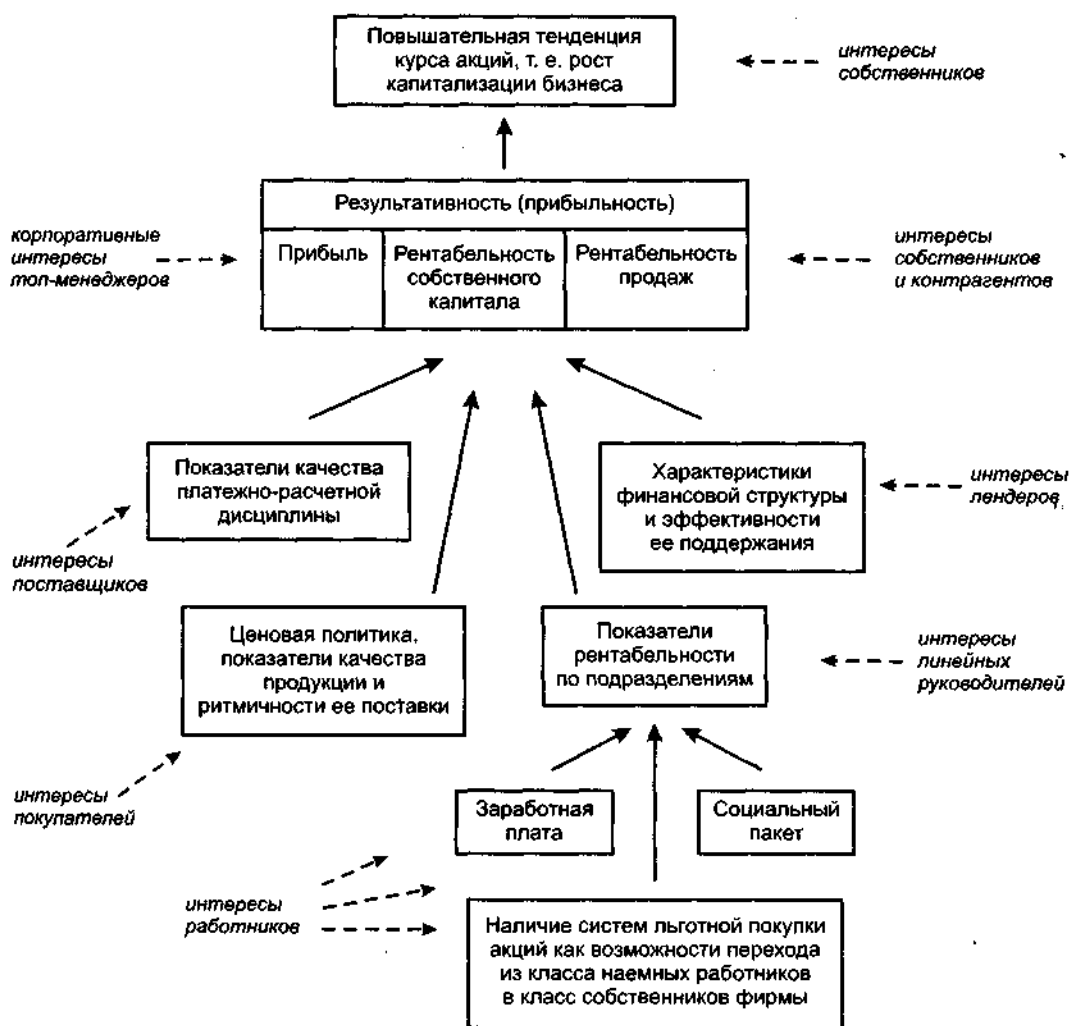 Повышательная тенденция
курса акций, т. е. рост
капитализации бизнеса
интересы
собственников
Результативность (прибыльность)
корпоративные
интересы
топ-менеджеров
Прибыль
Рентабельность
собственного
капитала
Рентабельность
продаж
интересы
собственников
и контрагентов
Показатели качества
платежно-расчетной
дисциплины
Характеристики
финансовой структуры
и эффективности
ее поддержания
интересы
лендеров
интересы
поставщиков
Ценовая политика,
показатели качества
продукции и
ритмичности ее поставки
Показатели
рентабельности
по подразделениям
интересы
линейных
руководителей
интересы
покупателей
Заработная
плата
Социальный
пакет
интересы
работников
Наличие систем льготной покупки
акций как возможности перехода
из класса наемных работников
в класс собственников фирмы